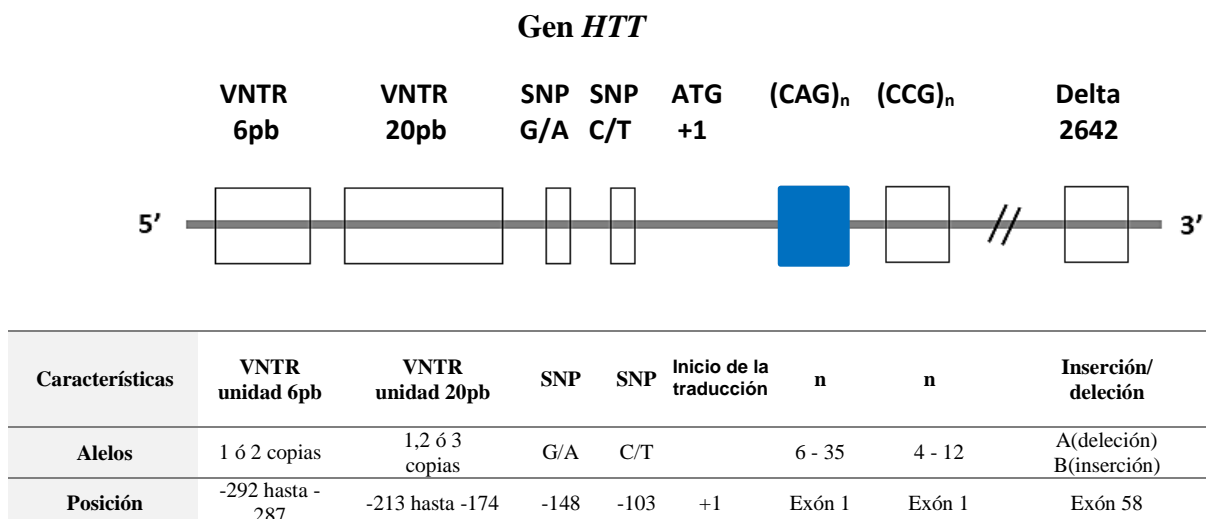 Gen HTT
VNTR VNTR SNP SNP ATG (CAG)n (CCG)n Delta
6pb 20pb G/A C/T +1 2642
5’ 3’
Características VNTR unidad 6pb VNTR unidad 20pb SNP SNP Inicio de la traducción n n Inserción/ deleción
Alelos 1 ó 2 copias 1,2 ó 3 copias G/A C/T 6 - 35 4 - 12 A(deleción) B(inserción)
Posición -292 hasta - 287 -213 hasta -174 -148 -103 +1 Exón 1 Exón 1 Exón 58